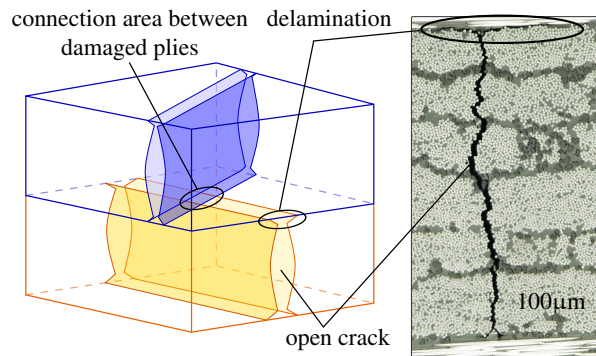 connection area between
damaged plies
delamination
100µm
open crack